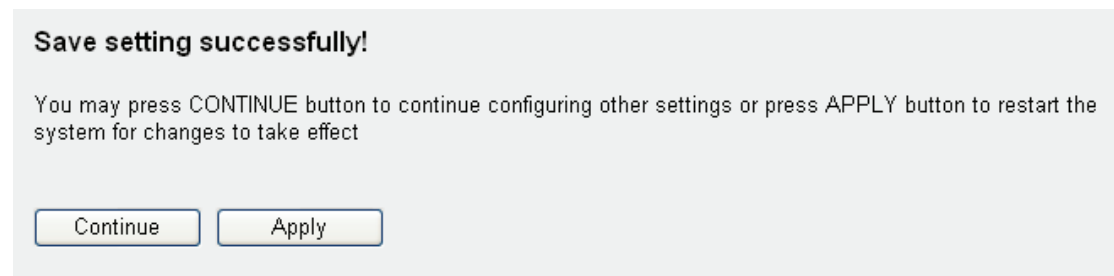 Save setting successfully!
You may press CONTINUE button to continue configuring other settings or press APPLY button to restart the
system for changes to take effect
Continue
Apply